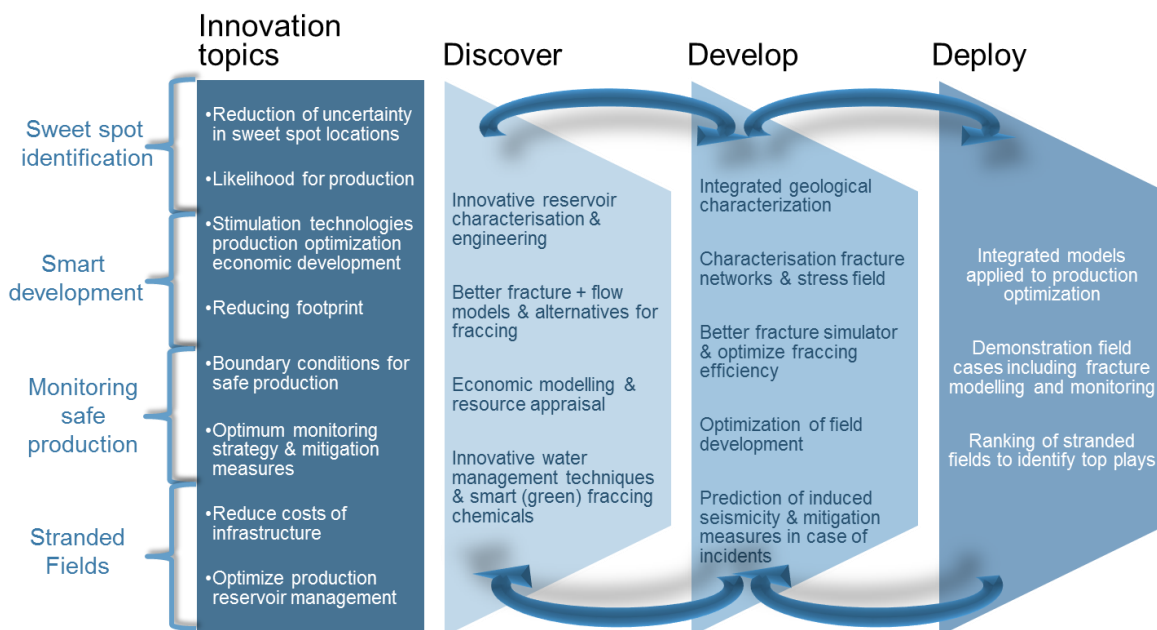 Innovation
topics
Discover
Develop
Deploy
Sweet spot
identification
Smart
development
Monitoring
safe
production
Stranded
Fields
•Reduction of uncertainty
in sweet spot locations
•Likelihood for production
•Stimulation technologies
production optimization
economic development
•Reducing footprint
•Boundary conditions for
safe production
•Optimum monitoring
strategy & mitigation
measures
•Reduce costs of
infrastructure
•Optimize production
reservoir management
Innovative reservoir
characterisation &
engineering
Better fracture + flow
models & alternatives for
fraccing
Economic modelling &
resource appraisal
Innovative water
management techniques
& smart (green) fraccing
chemicals
Integrated geological
characterization
Characterisation fracture
networks & stress field
Better fracture simulator
& optimize fraccing
efficiency
Optimization of field
development
Prediction of induced
seismicity & mitigation
measures in case of
incidents
Integrated models
applied to production
optimization
Demonstration field
cases including fracture
modelling and monitoring
Ranking of stranded
fields to identify top plays